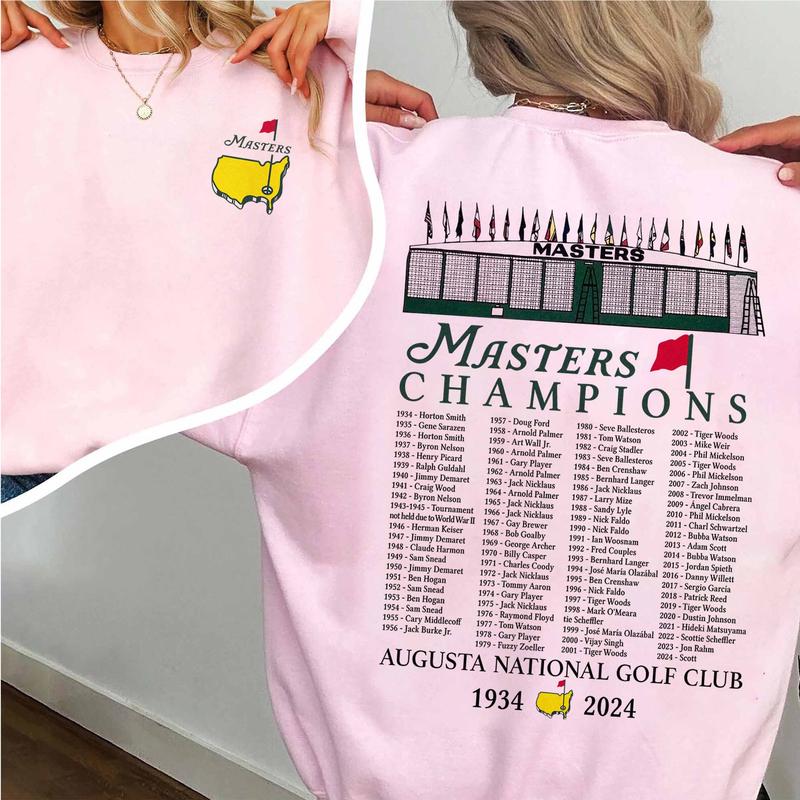 Masters
MASTERS
Masters
CHAMPIONS
1934 - Horton Smith
1935 - Gene Sarazen
1936 - Horton Smith
1937 - Byron Nelson
1938 - Henry Picard
1939 - Ralph Guldahl
1940 - Jimmy Demaret
1941 - Craig Wood
1942 - Byron Nelson
1943-1945 - Tournament
not held due to World War II
1946 - Herman Keiser
1947 - Jimmy Demaret
1948 - Claude Harmon
1949 - Sam Snead
1950 - Jimmy Demaret
1951 - Ben Hogan
1952 - Sam Snead
1953 - Ben Hogan
1954 - Sam Snead
1955 - Cary Middlecoff
1956 - Jack Burke Jr.
1957 - Doug Ford
1958 - Arnold Palmer
1959 - Art Wall Jr.
1960 - Arnold Palmer
1961 - Gary Player
1962 - Arnold Palmer
1963 - Jack Nicklaus
1964 - Arnold Palmer
1965 - Jack Nicklaus
1966 - Jack Nicklaus
1967 - Gay Brewer
1968 - Bob Goalby
1969 - George Archer
1970 - Billy Casper
1971 - Charles Coody
1972 - Jack Nicklaus
1973 - Tommy Aaron
1974 - Gary Player
1975 - Jack Nicklaus
1976 - Raymond Floyd
1977 - Tom Watson
1978 - Gary Player
1979 - Fuzzy Zoeller
1980 - Seve Ballesteros
1981 - Tom Watson
1982 - Craig Stadler
1983 - Seve Ballesteros
1984 - Ben Crenshaw
1985 - Bernhard Langer
1986 - Jack Nicklaus
1987 - Larry Mize
1988 - Sandy Lyle
1989 - Nick Faldo
1990 - Nick Faldo
1991 - Ian Woosnam
1992 - Fred Couples
1993 - Bernhard Langer
1994 - José María Olazábal
1995 - Ben Crenshaw
1996 - Nick Faldo
1997 - Tiger Woods
1998 - Mark O'Meara
tie Scheffler
1999 - José María Olazábal
2000 - Vijay Singh
2001 - Tiger Woods
2002 - Tiger Woods
2003 - Mike Weir
2004 - Phil Mickelson
2005 - Tiger Woods
2006 - Phil Mickelson
2007 - Zach Johnson
2008 - Trevor Immelman
2009 - Ángel Cabrera
2010 - Phil Mickelson
2011 - Charl Schwartzel
2012 - Bubba Watson
2013 - Adam Scott
2014 - Bubba Watson
2015 - Jordan Spieth
2016 - Danny Willett
2017 - Sergio García
2018 - Patrick Reed
2019 - Tiger Woods
2020 - Dustin Johnson
2021 - Hideki Matsuyama
2022 - Scottie Scheffler
2023 - Jon Rahm
2024 - Scott
AUGUSTA NATIONAL GOLF CLUB
1934 2024